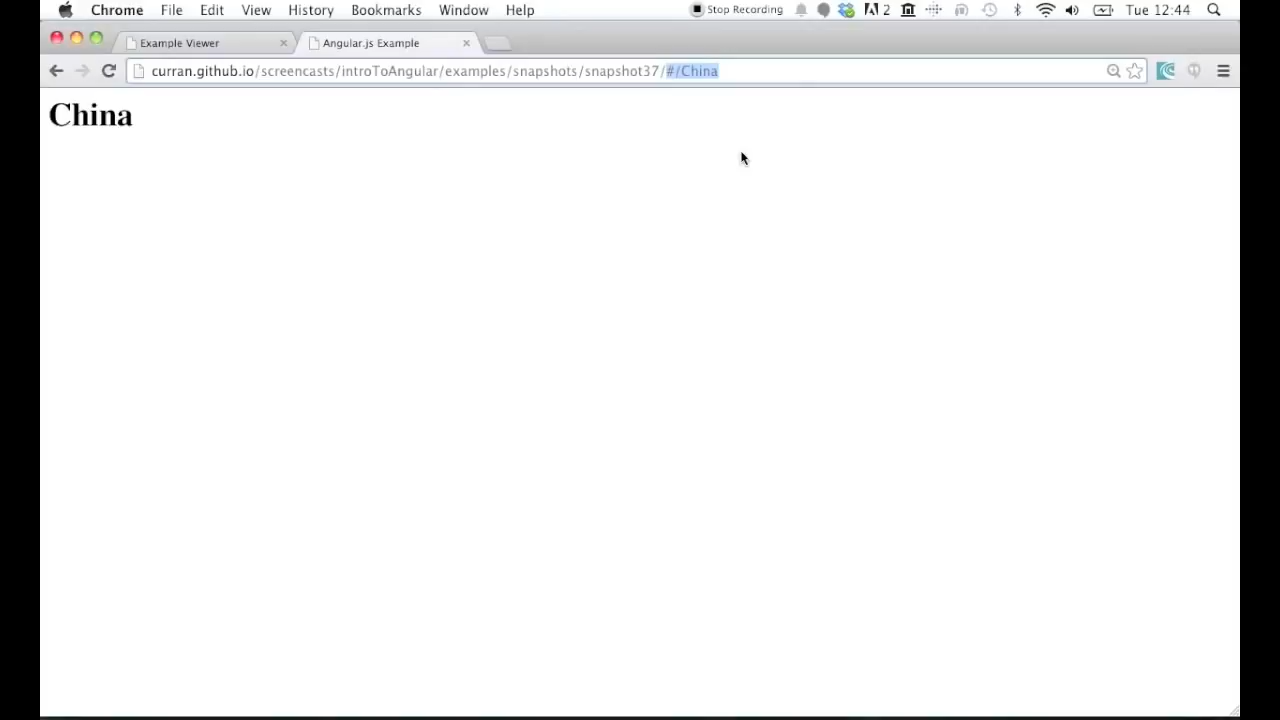 Chrome File Edit View History Bookmarks Window Help Stop Recording 2 Tue 12:44
Example Viewer Angular.js Example
curran.github.io/screencasts/introToAngular/examples/snapshots/snapshot37/#/China
China